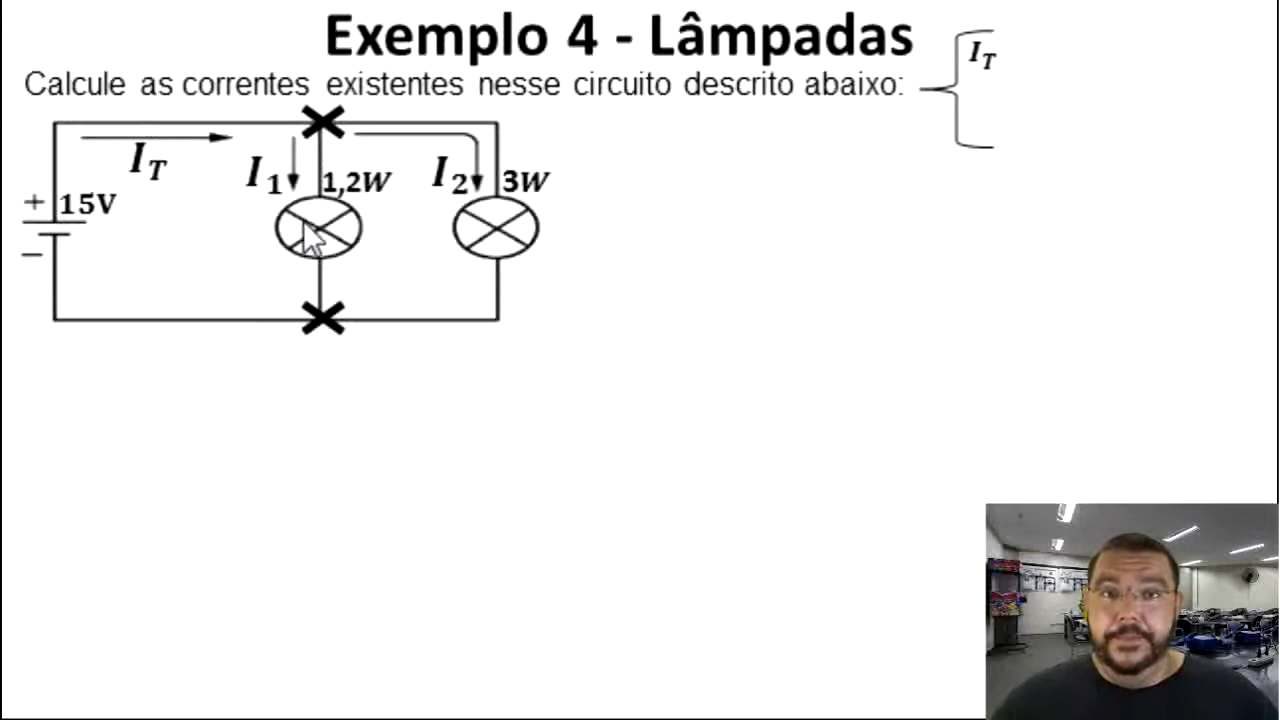 Exemplo 4 - Lâmpadas
Calcule as correntes existentes nesse circuito descrito abaixo:
I_T
I_T
I_1
1,2W
I_2
3W
+
15V
−